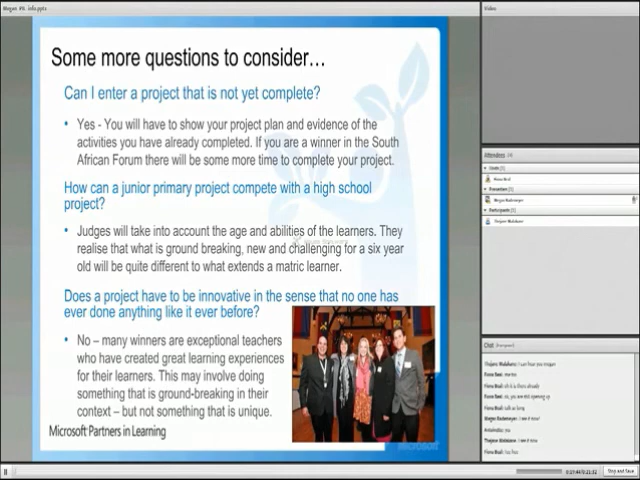 Some more questions to consider…
Can I enter a project that is not yet complete?
• Yes - You will have to show your project plan and evidence of the
activities you have already completed. If you are a winner in the South
African Forum there will be some more time to complete your project.
How can a junior primary project compete with a high school
project?
• Judges will take into account the age and abilities of the learners. They
realise that what is ground breaking, new and challenging for a six year
old will be quite different to what extends a matric learner.
Does a project have to be innovative in the sense that no one has
ever done anything like it ever before?
• No – many winners are exceptional teachers
who have created great learning experiences
for their learners. This may involve doing
something that is ground-breaking in their
context – but not something that is unique.
Microsoft Partners in Learning
Microsoft
Video
Attendees
Chat
Stop and Save